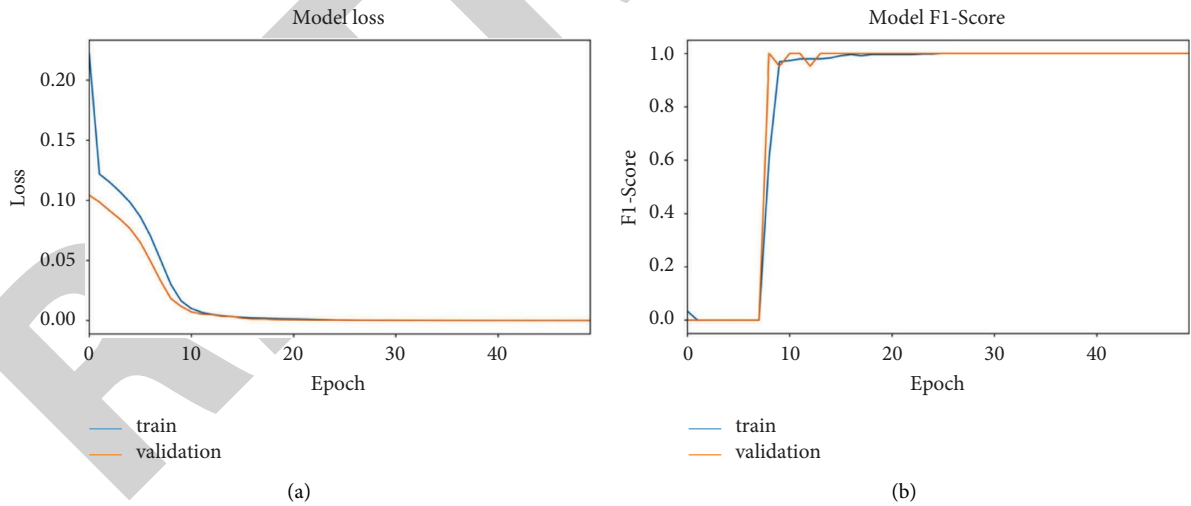 Model loss
0.20
0.15
0.10
0.05
0.00
Loss
0 10 20 30 40
Epoch
train
validation
(a)
Model F1-Score
1.0
0.8
0.6
0.4
0.2
0.0
F1-Score
0 10 20 30 40
Epoch
train
validation
(b)